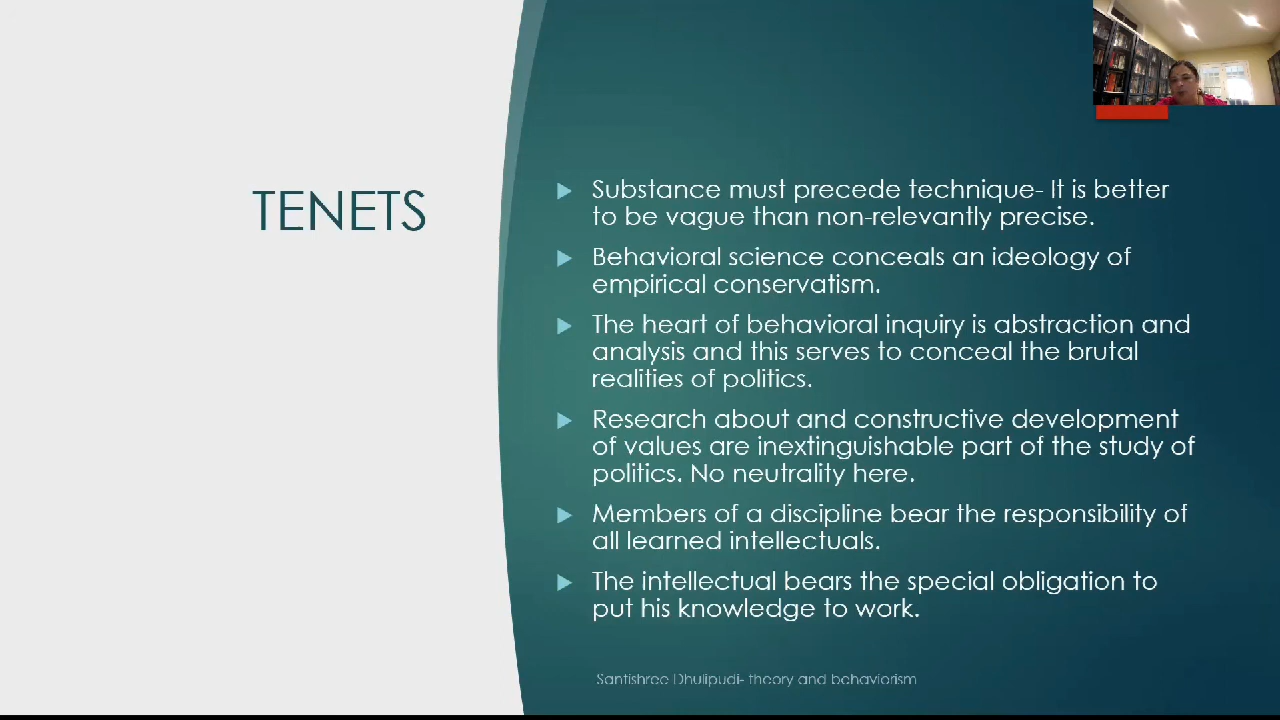 TENETS
Substance must precede technique- It is better
to be vague than non-relevantly precise.
Behavioral science conceals an ideology of
empirical conservatism.
The heart of behavioral inquiry is abstraction and
analysis and this serves to conceal the brutal
realities of politics.
Research about and constructive development
of values are inextinguishable part of the study of
politics. No neutrality here.
Members of a discipline bear the responsibility of
all learned intellectuals.
The intellectual bears the special obligation to
put his knowledge to work.
Santishree Dhulipudi- theory and behaviorism